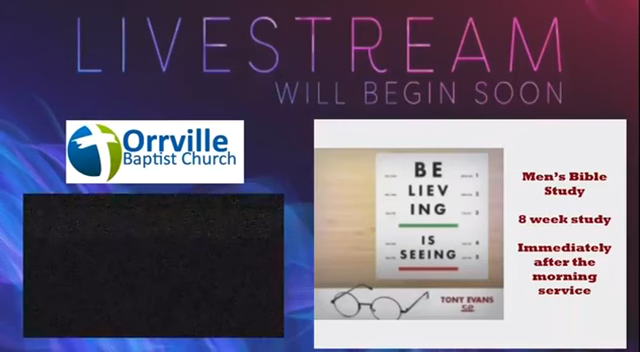 LIVESTREAM
WILL BEGIN SOON
Orrville
Baptist Church
BE
LIEV
ING
IS
SEEING
TONY EVANS
Men's Bible
Study
8 week study
Immediately
after the
morning
service